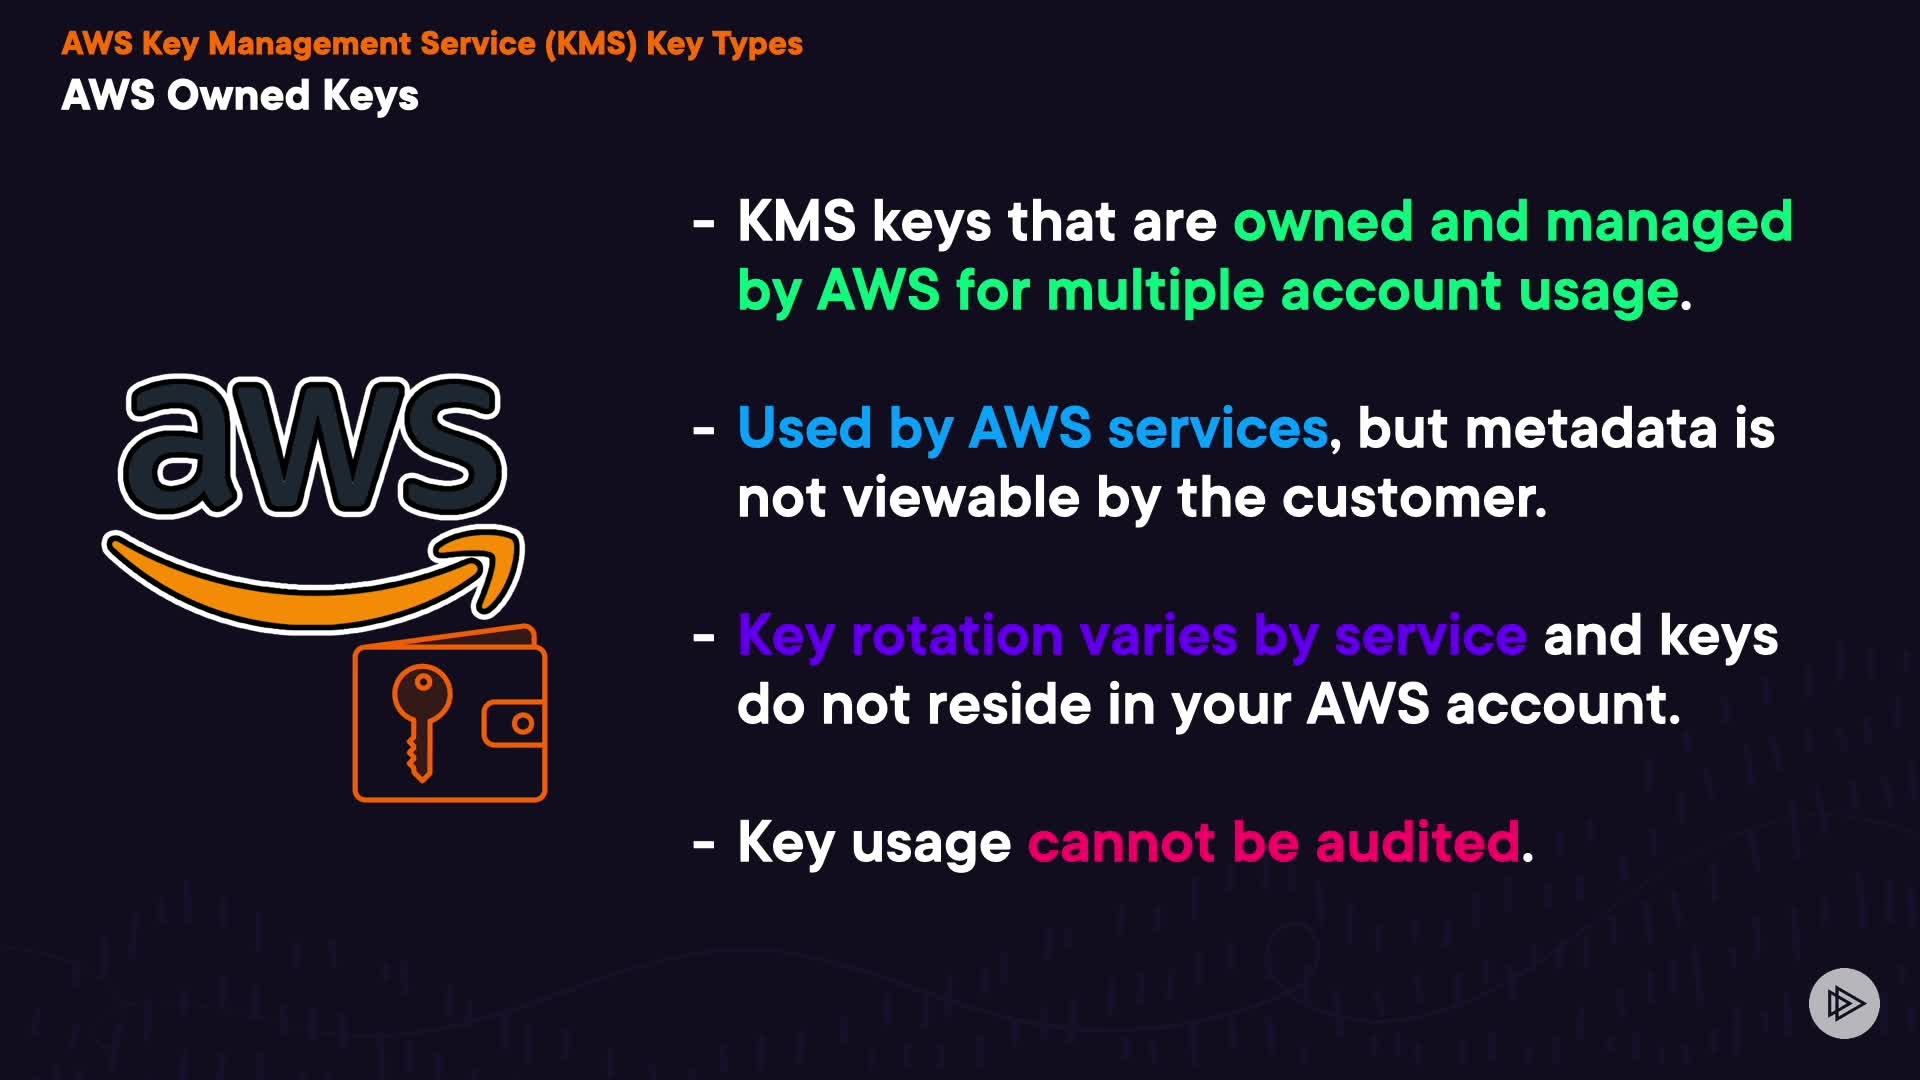 AWS Key Management Service (KMS) Key Types
AWS Owned Keys
- KMS keys that are owned and managed
by AWS for multiple account usage.
- Used by AWS services, but metadata is
not viewable by the customer.
- Key rotation varies by service and keys
do not reside in your AWS account.
- Key usage cannot be audited.
aws